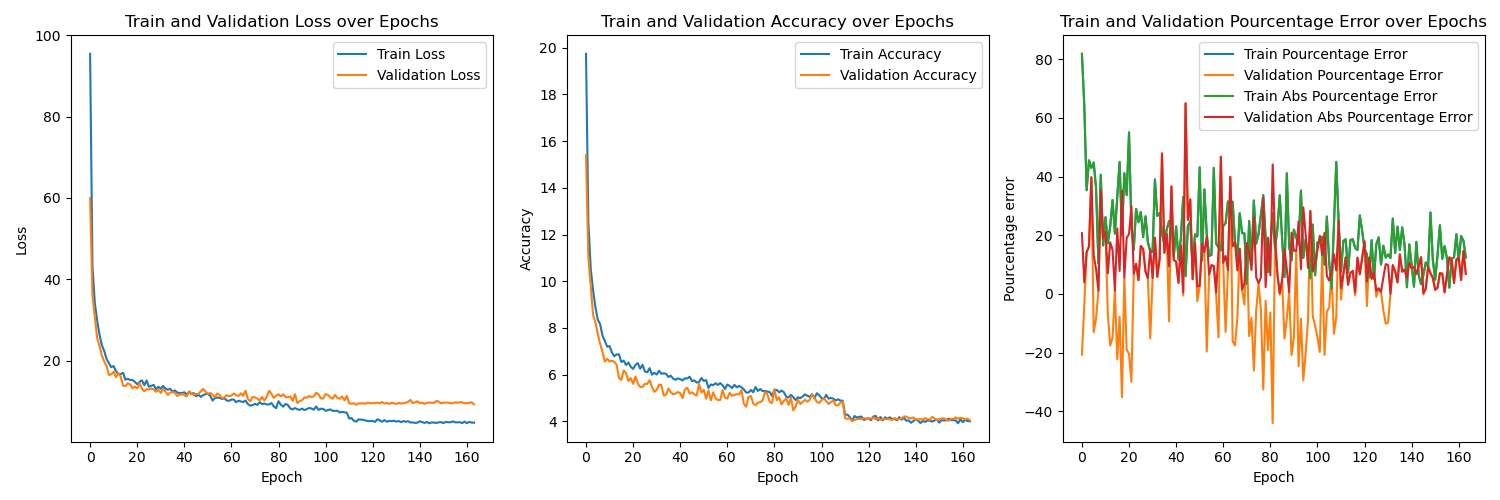 Train and Validation Loss over Epochs
Train Loss
Validation Loss
Loss
100
80
60
40
20
0 20 40 60 80 100 120 140 160
Epoch
Train and Validation Accuracy over Epochs
Train Accuracy
Validation Accuracy
Accuracy
20
18
16
14
12
10
8
6
4
0 20 40 60 80 100 120 140 160
Epoch
Train and Validation Pourcentage Error over Epochs
Train Pourcentage Error
Validation Pourcentage Error
Train Abs Pourcentage Error
Validation Abs Pourcentage Error
Pourcentage error
80
60
40
20
0
−20
−40
0 20 40 60 80 100 120 140 160
Epoch